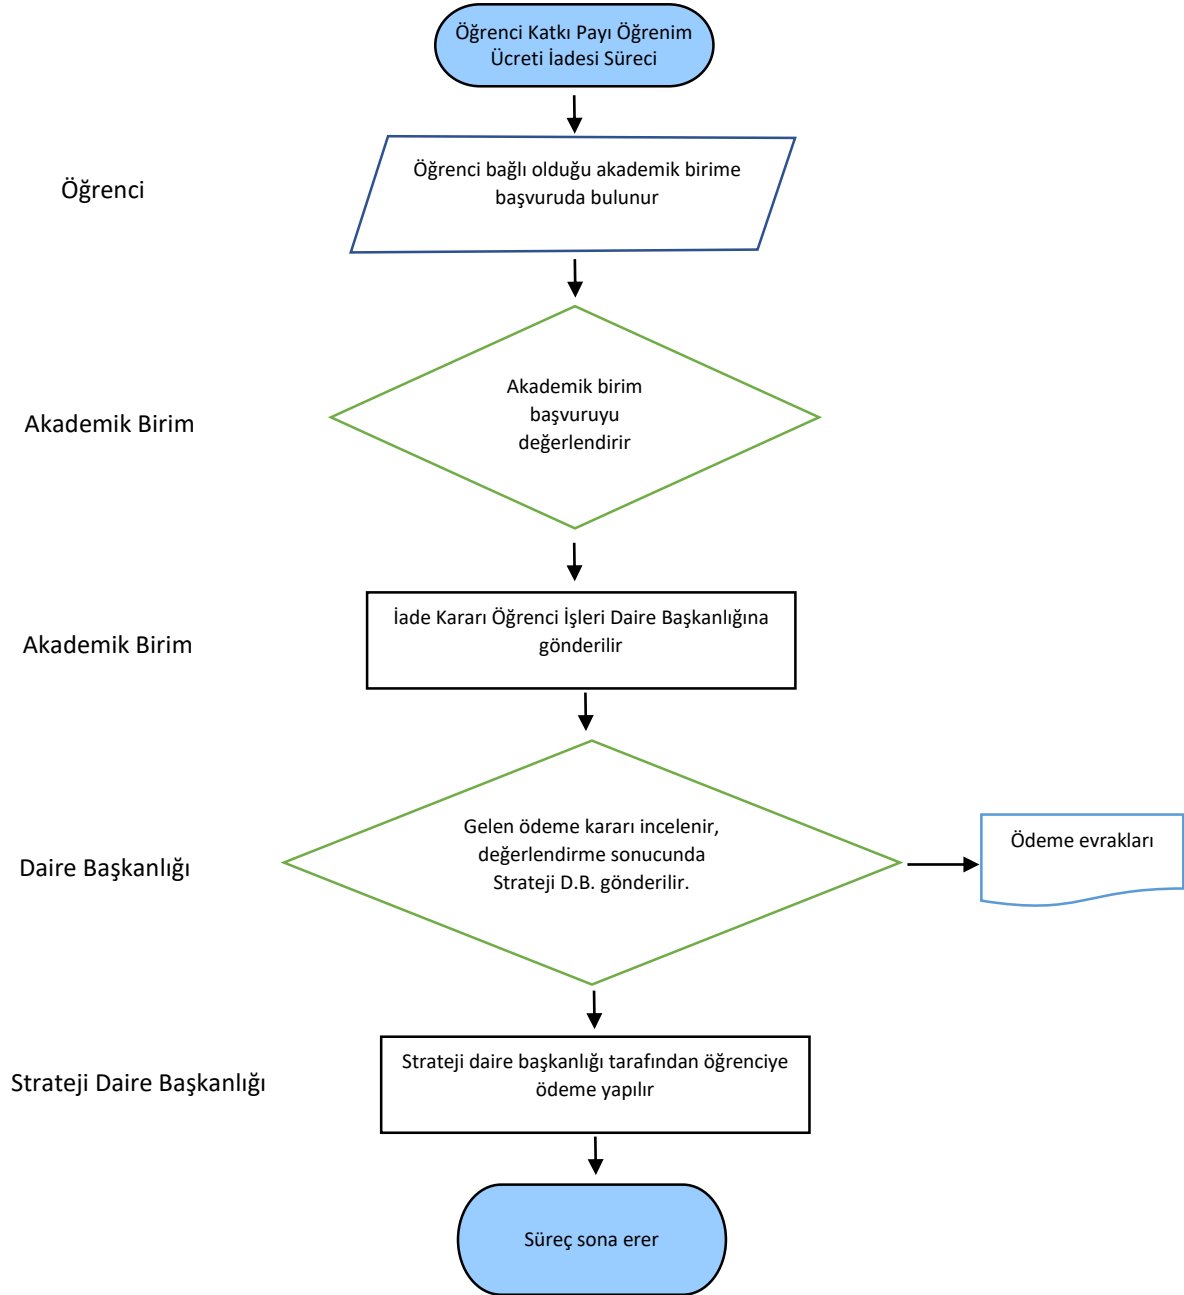 Öğrenci Katkı Payı Öğrenim
Ücreti İadesi Süreci
Öğrenci
Öğrenci bağlı olduğu akademik birime
başvuruda bulunur
Akademik Birim
Akademik birim
başvuruyu
değerlendirir
Akademik Birim
İade Kararı Öğrenci İşleri Daire Başkanlığına
gönderilir
Daire Başkanlığı
Gelen ödeme kararı incelenir,
değerlendirme sonucunda
Strateji D.B. gönderilir.
Ödeme evrakları
Strateji Daire Başkanlığı
Strateji daire başkanlığı tarafından öğrenciye
ödeme yapılır
Süreç sona erer